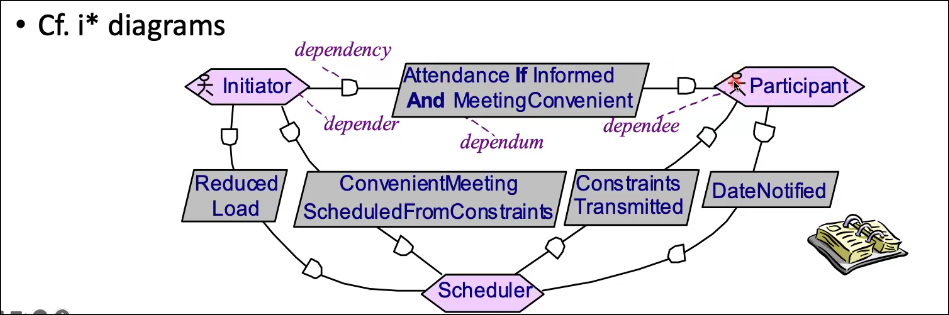 • Cf. i* diagrams
dependency
Initiator
Attendance If Informed
And MeetingConvenient
Participant
depender
dependum
dependee
Reduced
Load
ConvenientMeeting
ScheduledFromConstraints
Constraints
Transmitted
DateNotified
Scheduler